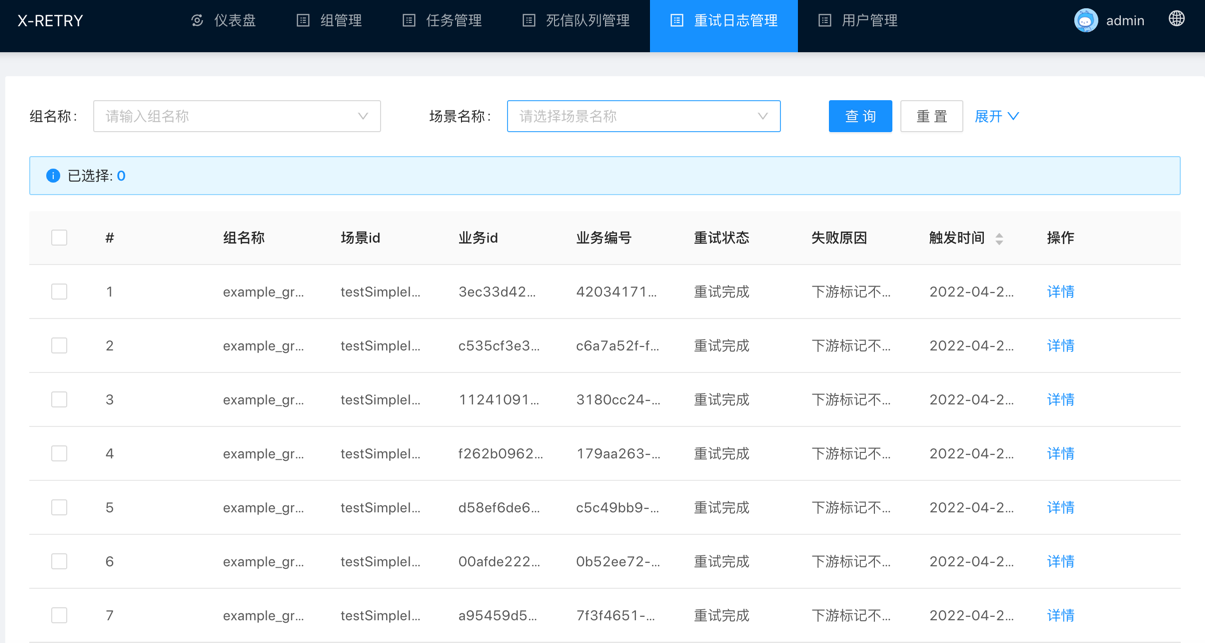 X-RETRY 仪表盘 组管理 任务管理 死信队列管理 重试日志管理 用户管理 admin
组名称: 请输入组名称 场景名称: 请选择场景名称 查 询 重 置 展开
已选择: 0
# 组名称 场景id 业务id 业务编号 重试状态 失败原因 触发时间 操作
1 example_gr... testSimpleI... 3ec33d42... 42034171... 重试完成 下游标记不... 2022-04-2... 详情
2 example_gr... testSimpleI... c535cf3e3... c6a7a52f-f... 重试完成 下游标记不... 2022-04-2... 详情
3 example_gr... testSimpleI... 11241091... 3180cc24-... 重试完成 下游标记不... 2022-04-2... 详情
4 example_gr... testSimpleI... f262b0962... 179aa263-... 重试完成 下游标记不... 2022-04-2... 详情
5 example_gr... testSimpleI... d58ef6de6... c5c49bb9-... 重试完成 下游标记不... 2022-04-2... 详情
6 example_gr... testSimpleI... 00afde222... 0b52ee72-... 重试完成 下游标记不... 2022-04-2... 详情
7 example_gr... testSimpleI... a95459d5... 7f3f4651-... 重试完成 下游标记不... 2022-04-2... 详情